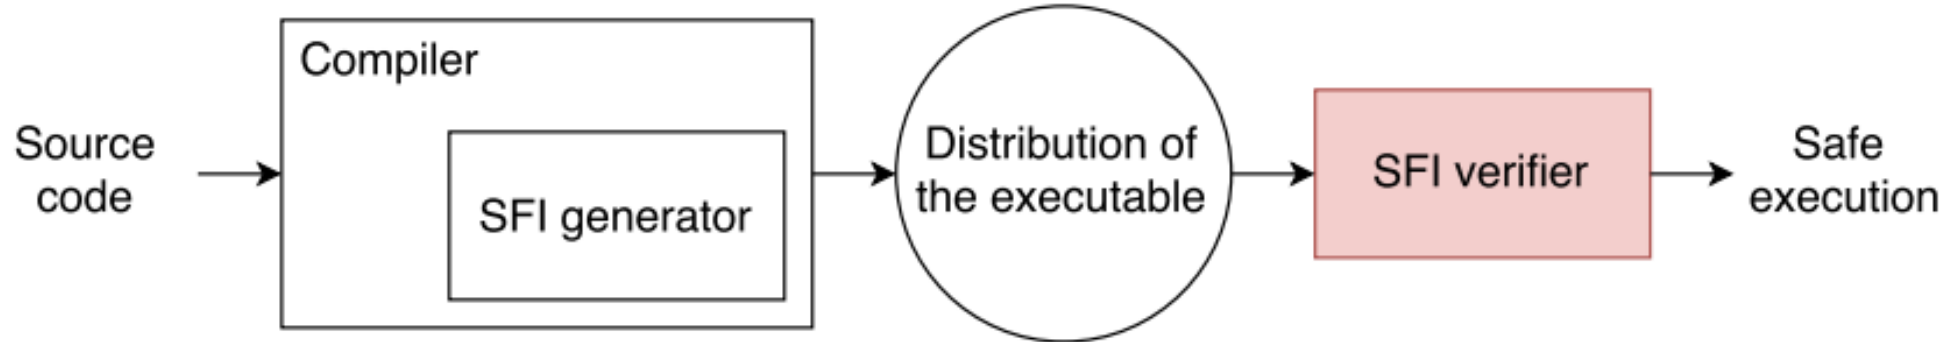 Source
code
Compiler
SFI generator
Distribution of
the executable
SFI verifier
Safe
execution